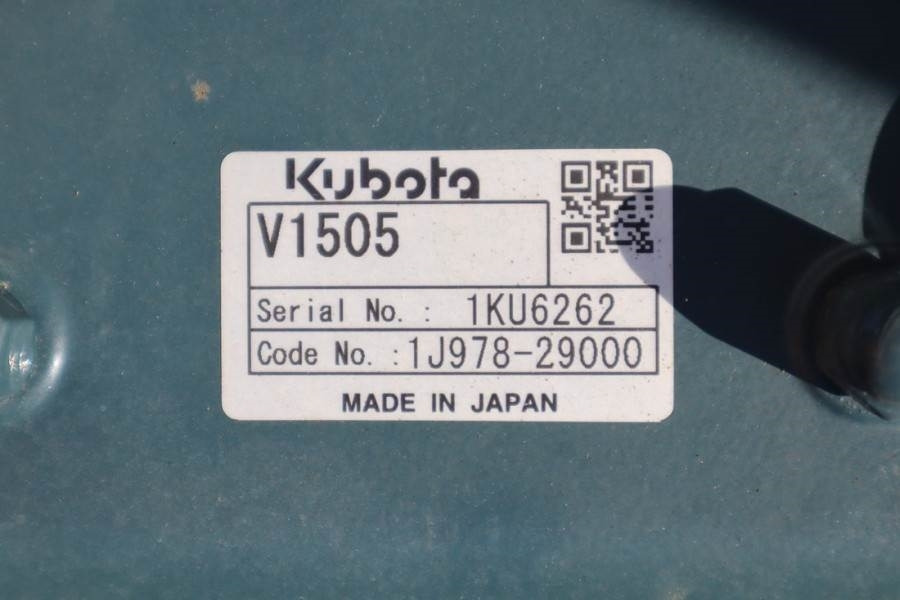 Kubota
V1505
Serial No. : 1KU6262
Code No. :1J978-29000
MADE IN JAPAN